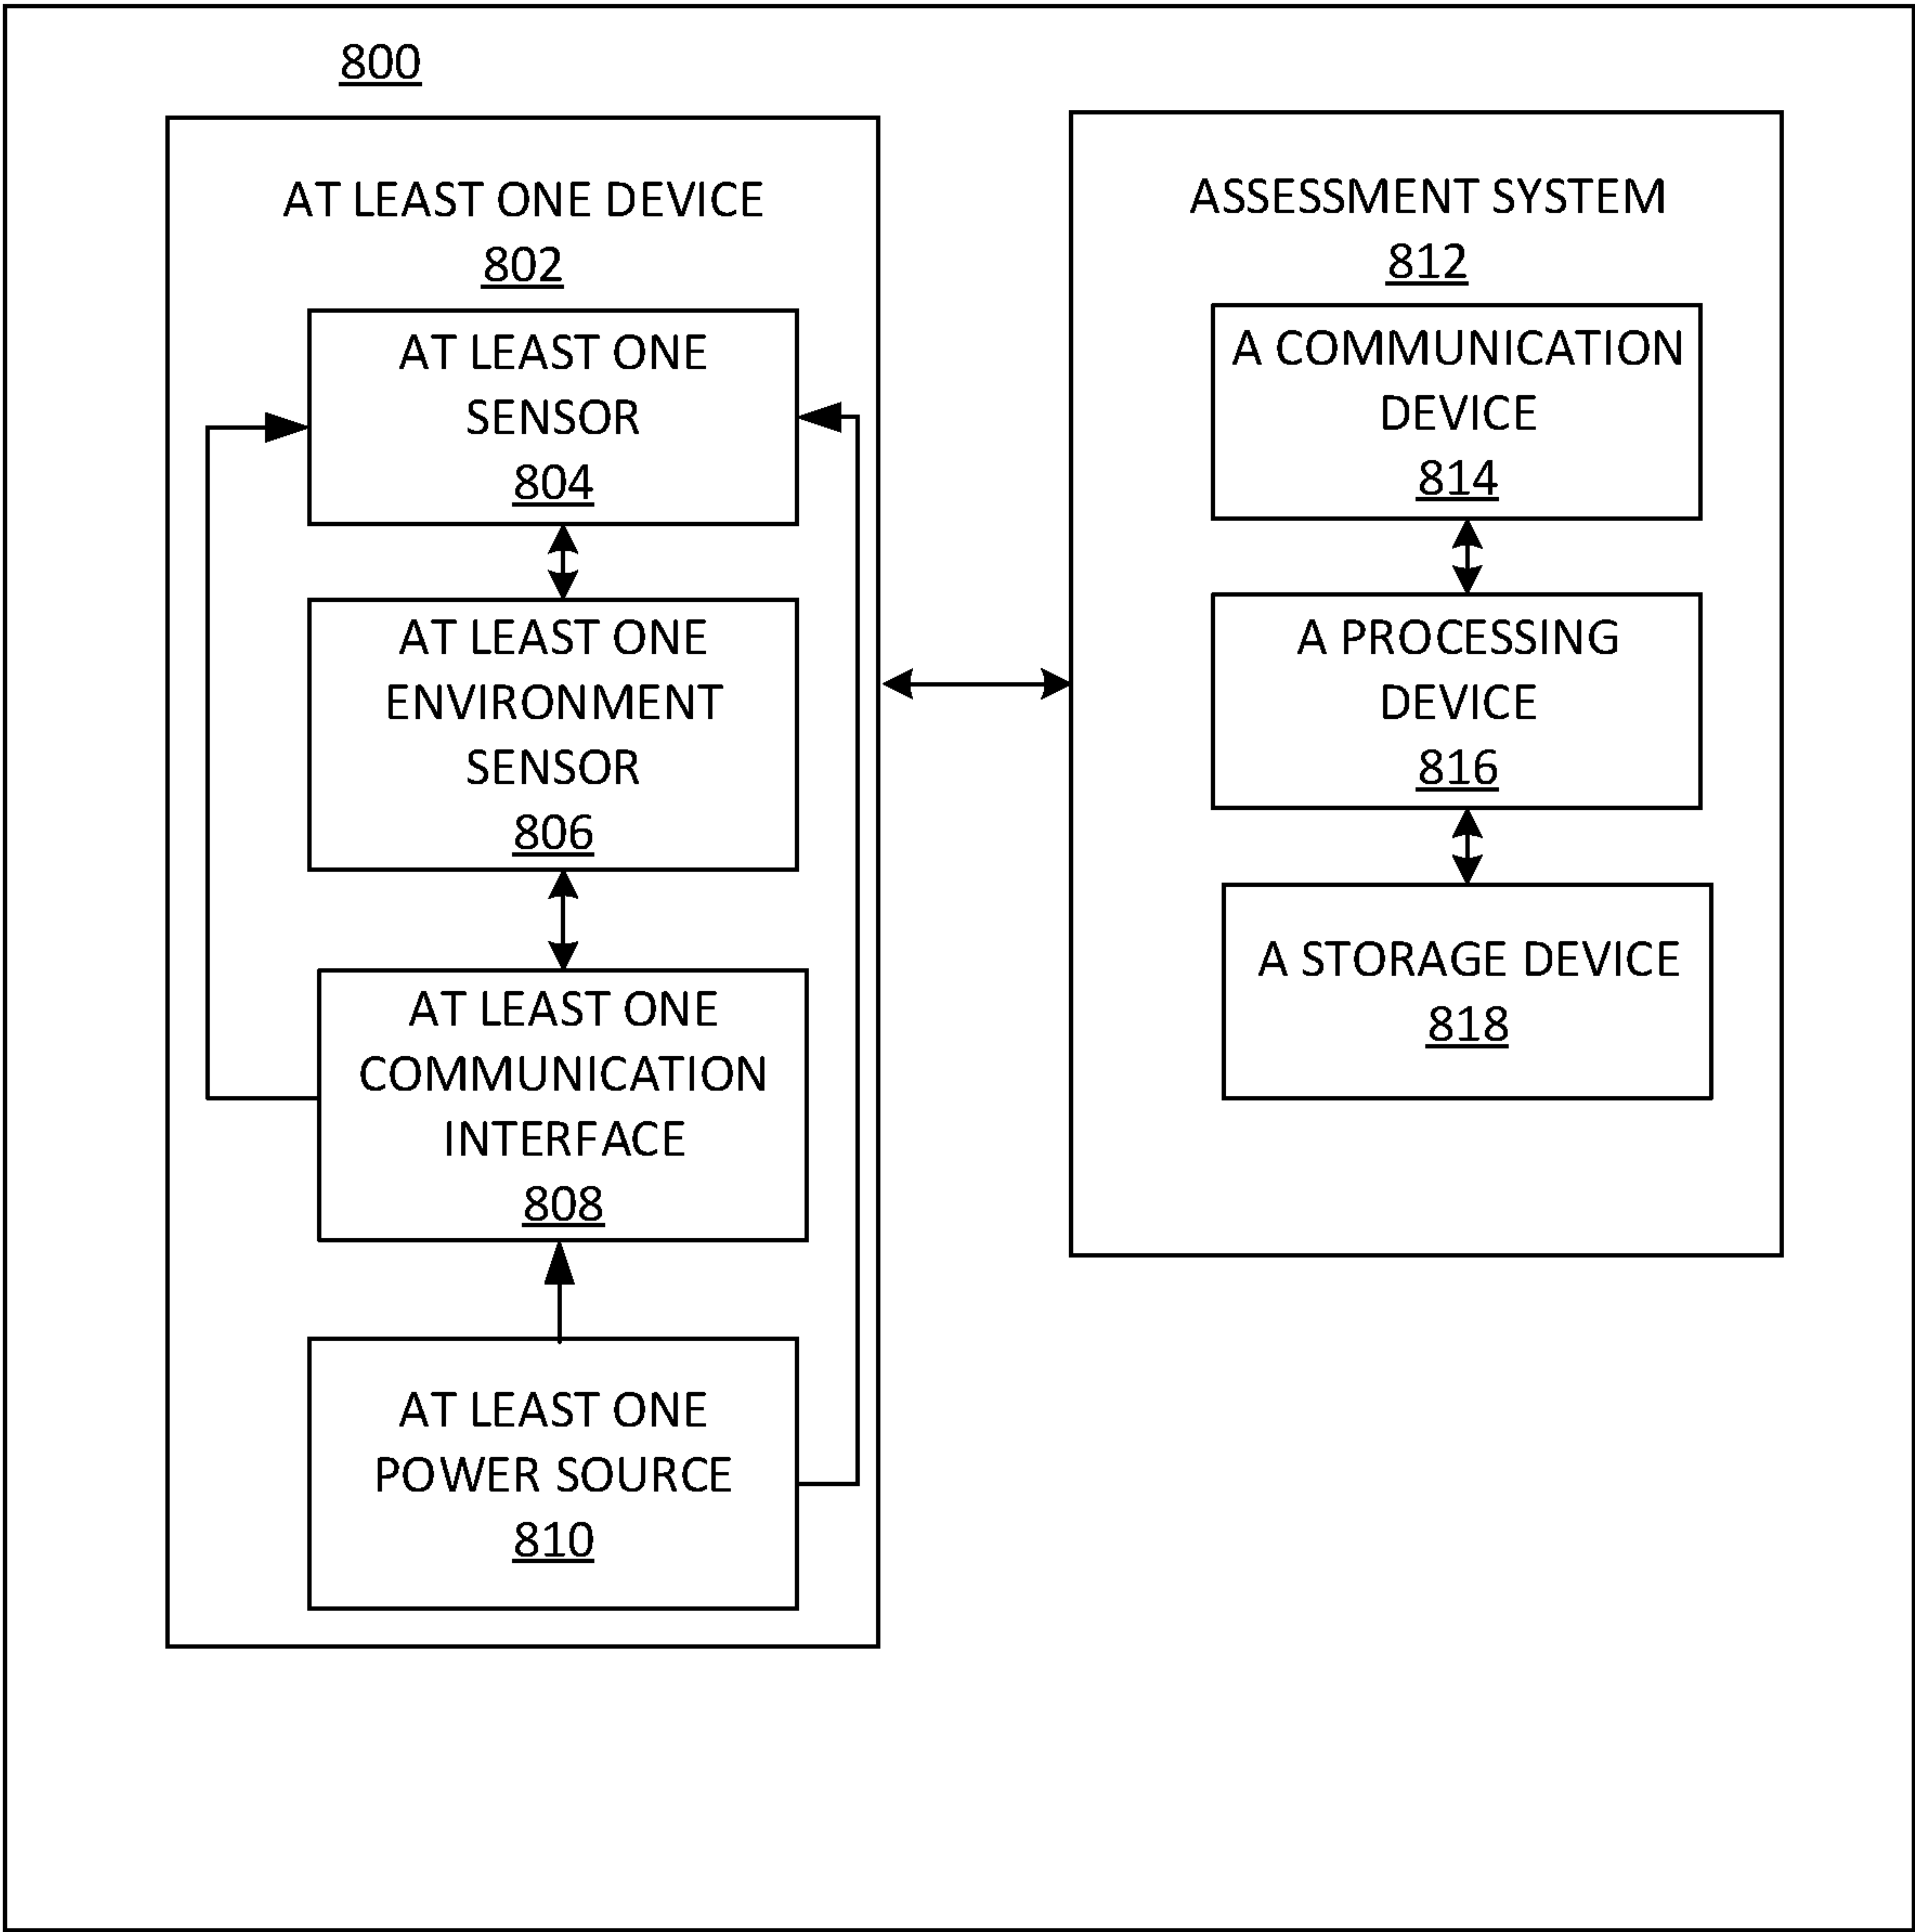 800
AT LEAST ONE DEVICE
802
AT LEAST ONE
SENSOR
804
AT LEAST ONE
ENVIRONMENT
SENSOR
806
AT LEAST ONE
COMMUNICATION
INTERFACE
808
AT LEAST ONE
POWER SOURCE
810
ASSESSMENT SYSTEM
812
A COMMUNICATION
DEVICE
814
A PROCESSING
DEVICE
816
A STORAGE DEVICE
818